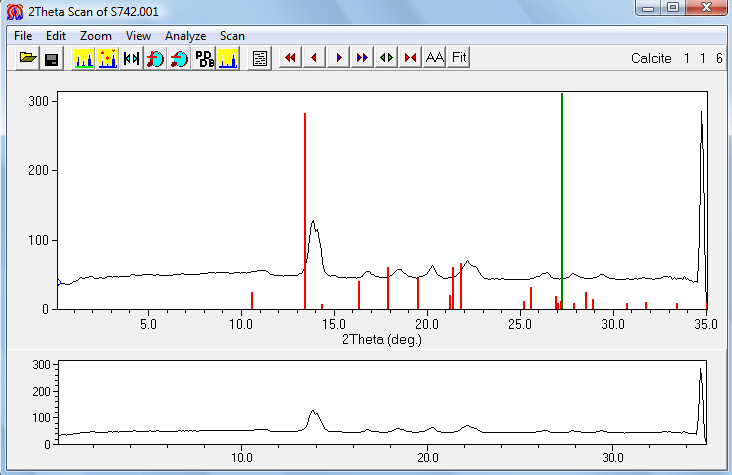 2Theta Scan of S742.001
File Edit Zoom View Analyze Scan
PD DB AA Fit Calcite 1 1 6
300
200
100
0
5.0 10.0 15.0 20.0 25.0 30.0 35.0
2Theta (deg.)
300
200
100
0
10.0 20.0 30.0